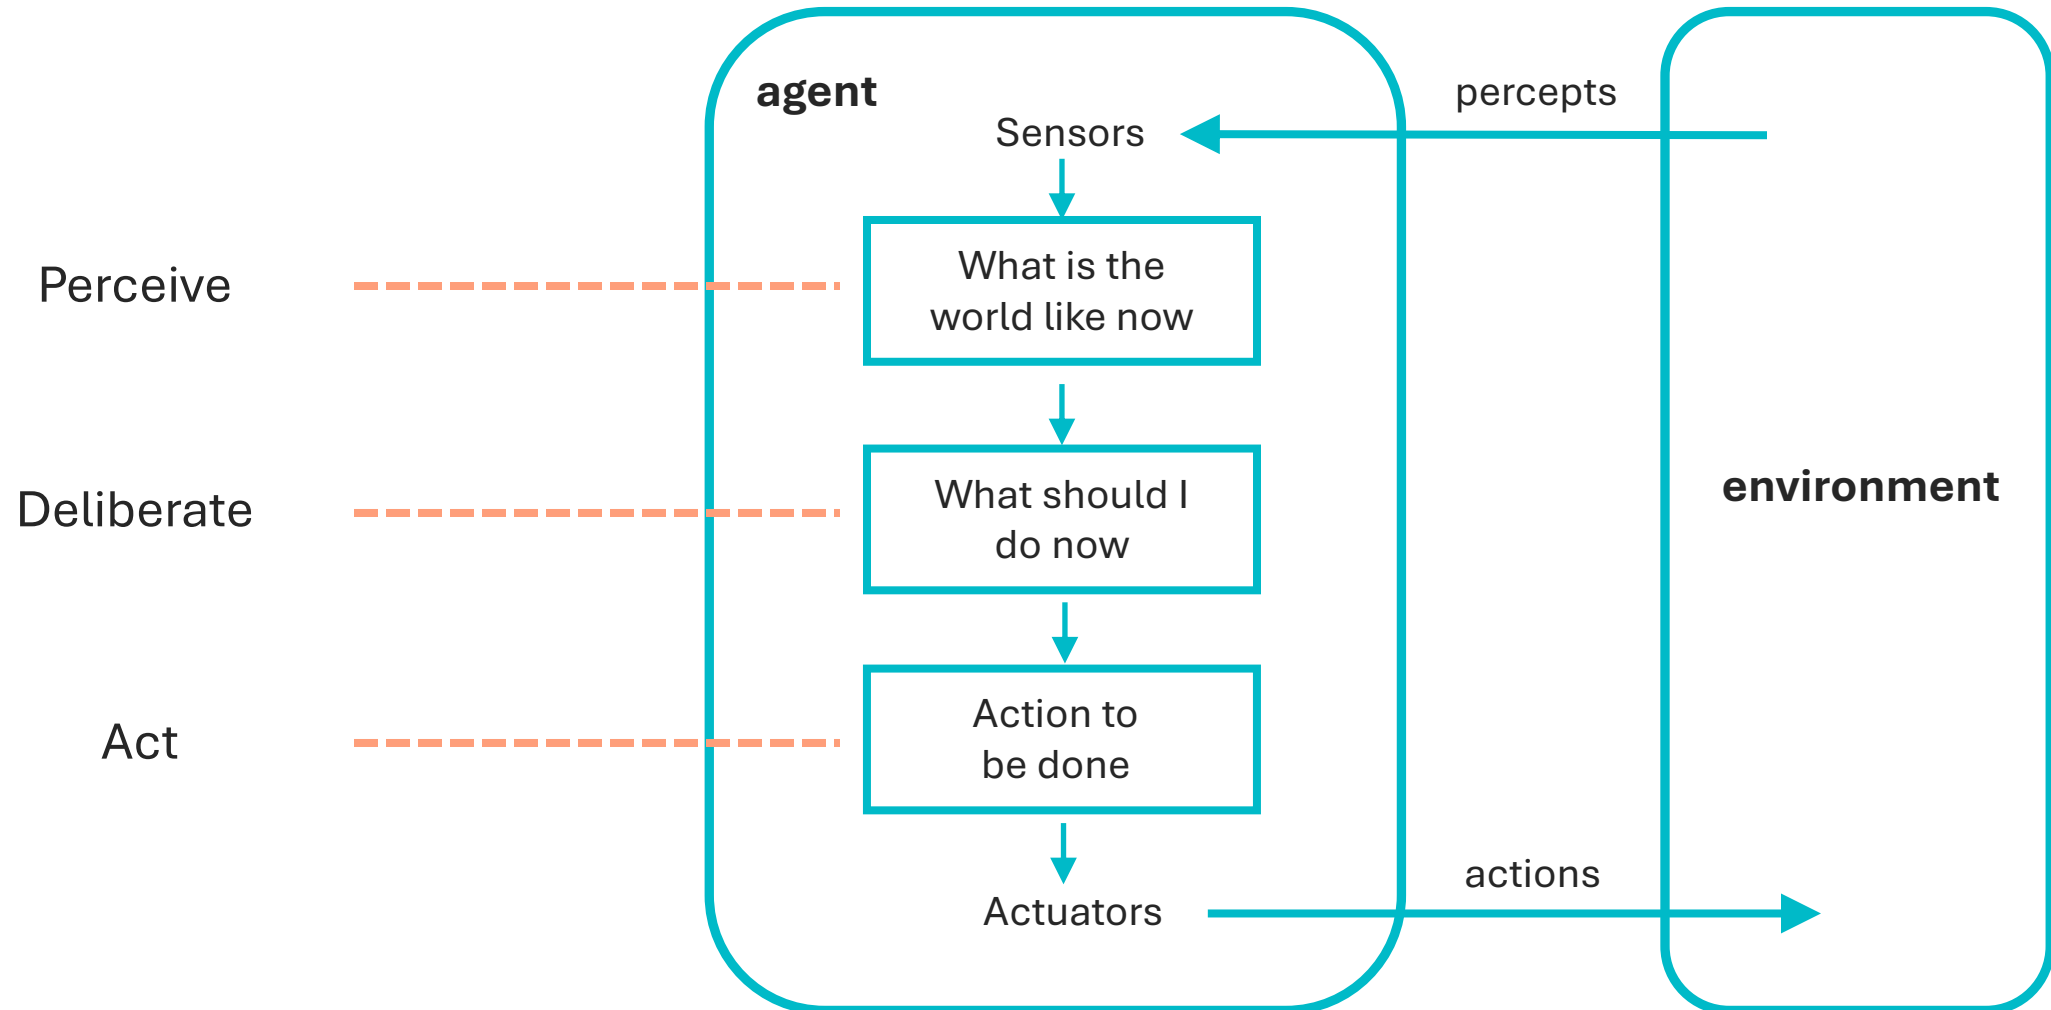 agent
percepts
Sensors
Perceive
What is the
world like now
Deliberate
What should I
do now
environment
Act
Action to
be done
actions
Actuators